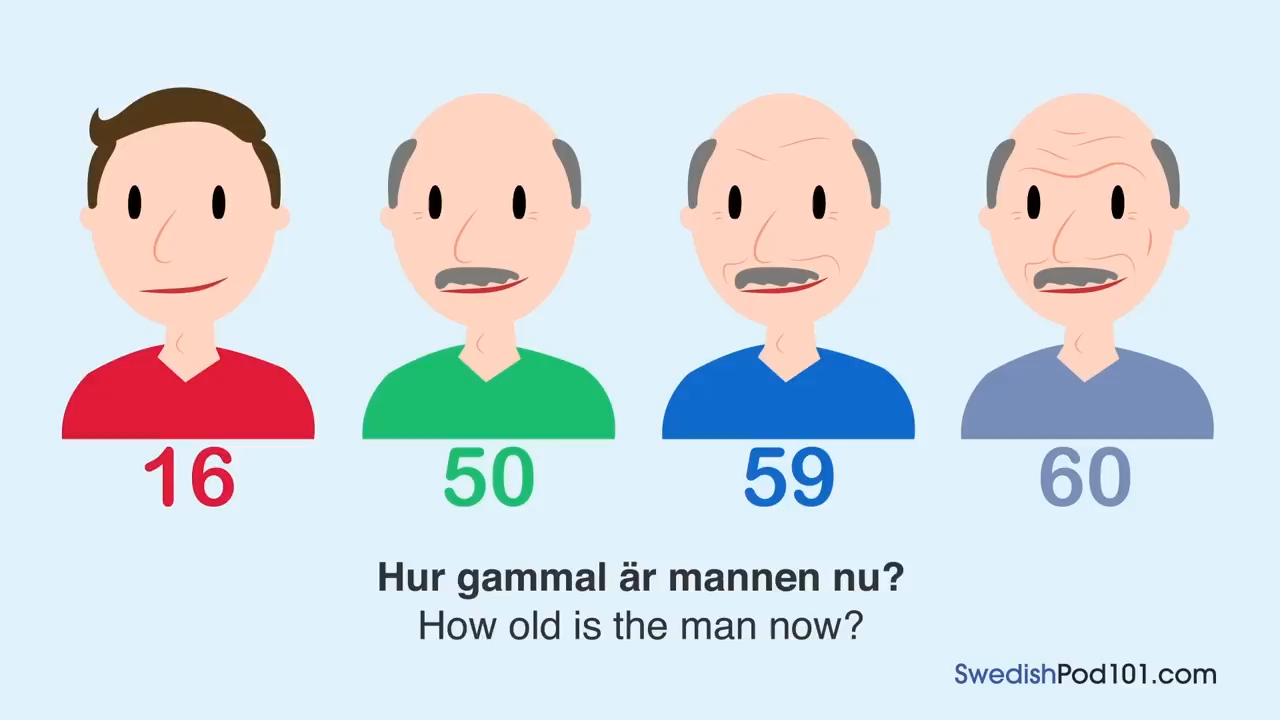 16 50 59 60
Hur gammal är mannen nu?
How old is the man now?
SwedishPod101.com